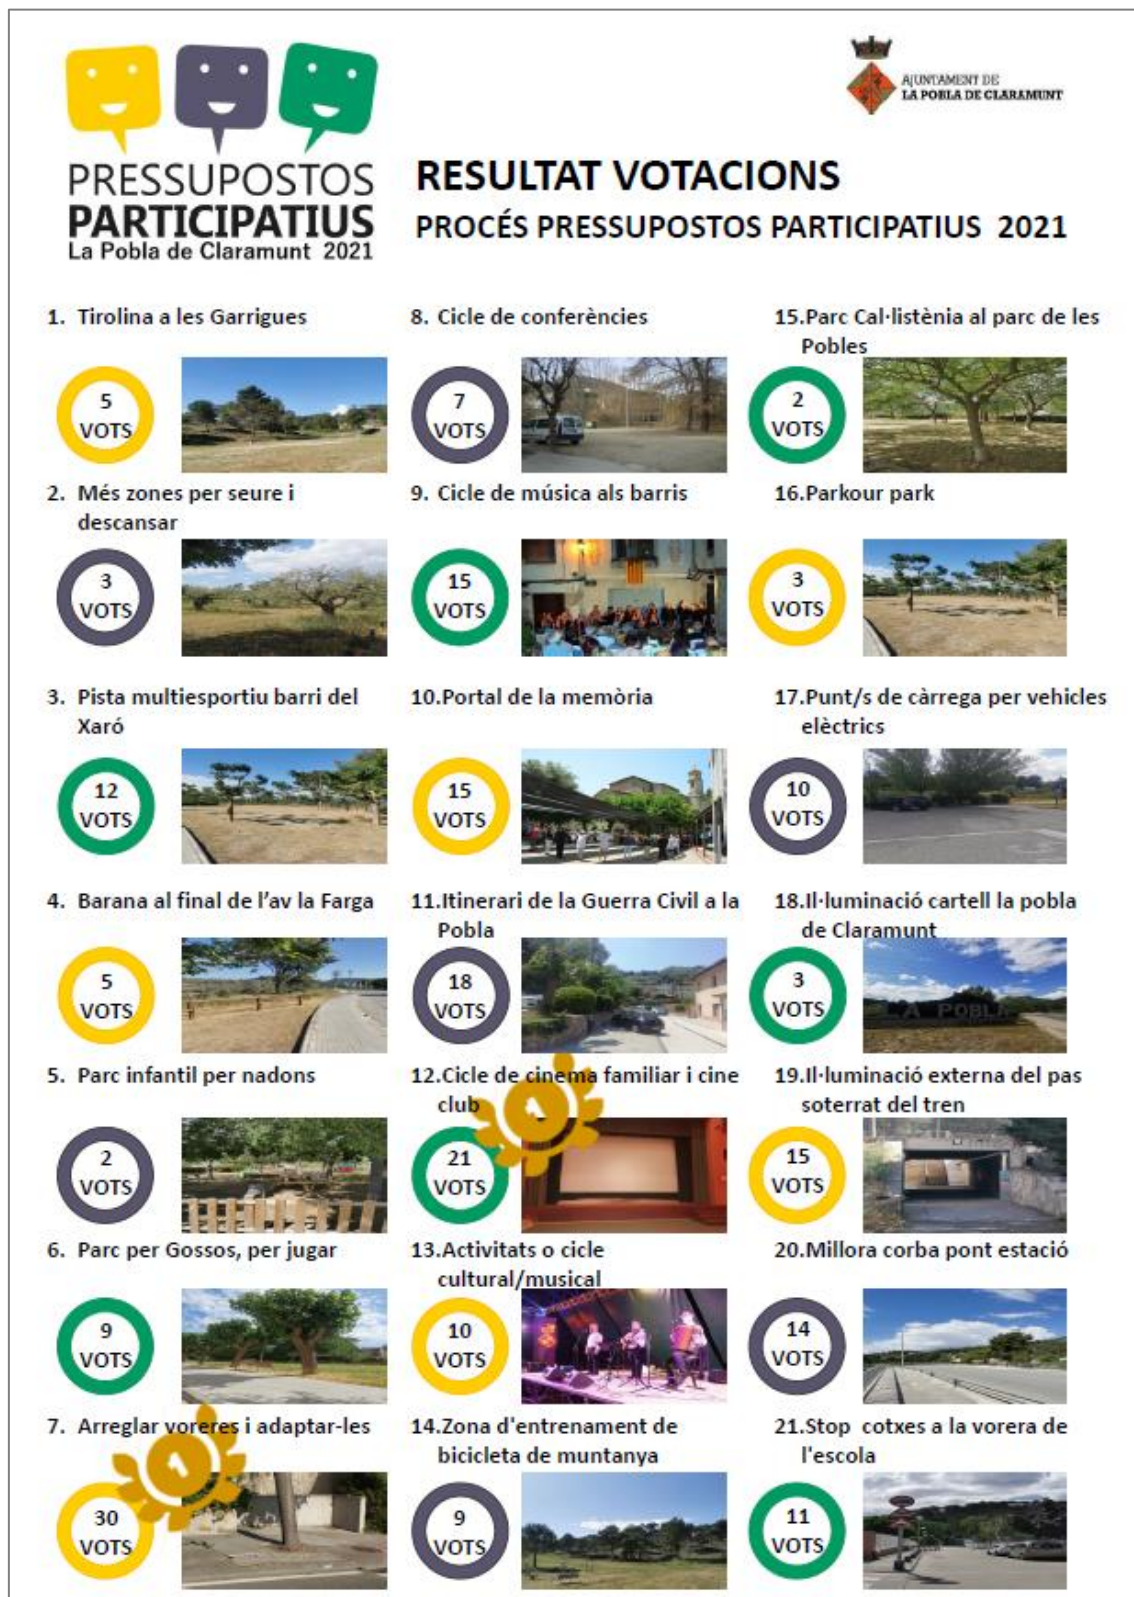 PRESSUPOSTOS
PARTICIPATIUS
La Pobla de Claramunt 2021
AJUNTAMENT DE
LA POBLA DE CLARAMUNT
RESULTAT VOTACIONS
PROCÉS PRESSUPOSTOS PARTICIPATIUS 2021
1. Tirolina a les Garrigues
5
VOTS
2. Més zones per seure i
descansar
3
VOTS
3. Pista multiesportiu barri del
Xaró
12
VOTS
4. Barana al final de l'av la Farga
5
VOTS
5. Parc infantil per nadons
2
VOTS
6. Parc per Gossos, per jugar
9
VOTS
7. Arreglar voreres i adaptar-les
1
30
VOTS
8. Cicle de conferències
7
VOTS
9. Cicle de música als barris
15
VOTS
10.Portal de la memòria
15
VOTS
11.Itinerari de la Guerra Civil a la
Pobla
18
VOTS
12.Cicle de cinema familiar i cine
club
1
21
VOTS
13.Activitats o cicle
cultural/musical
10
VOTS
14.Zona d'entrenament de
bicicleta de muntanya
9
VOTS
15.Parc Cal·listènia al parc de les
Pobles
2
VOTS
16.Parkour park
3
VOTS
17.Punt/s de càrrega per vehicles
elèctrics
10
VOTS
18.Il·luminació cartell la pobla
de Claramunt
3
VOTS
A POBLA
19.Il·luminació externa del pas
soterrat del tren
15
VOTS
20.Millora corba pont estació
14
VOTS
21.Stop cotxes a la vorera de
l'escola
11
VOTS